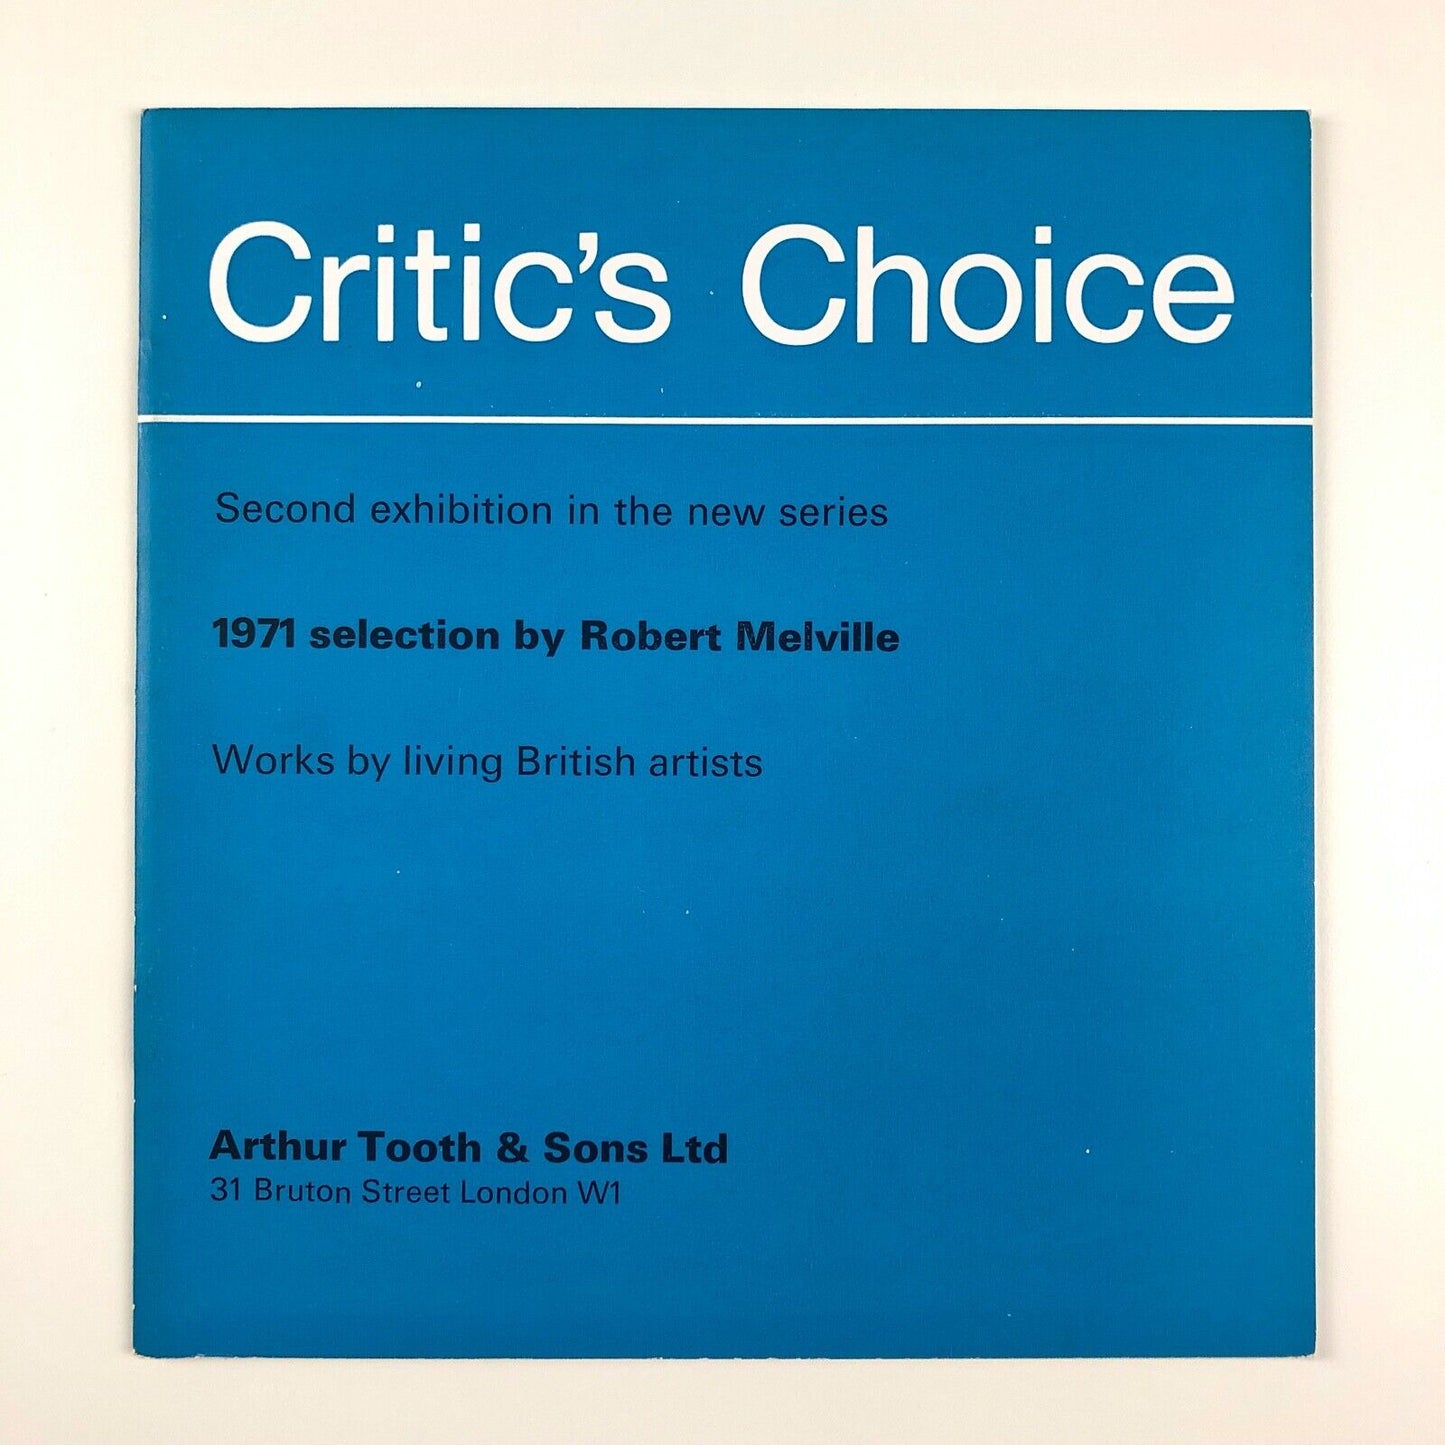 Critic’s Choice
Second exhibition in the new series
1971 selection by Robert Melville
Works by living British artists
Arthur Tooth & Sons Ltd
31 Bruton Street London W1